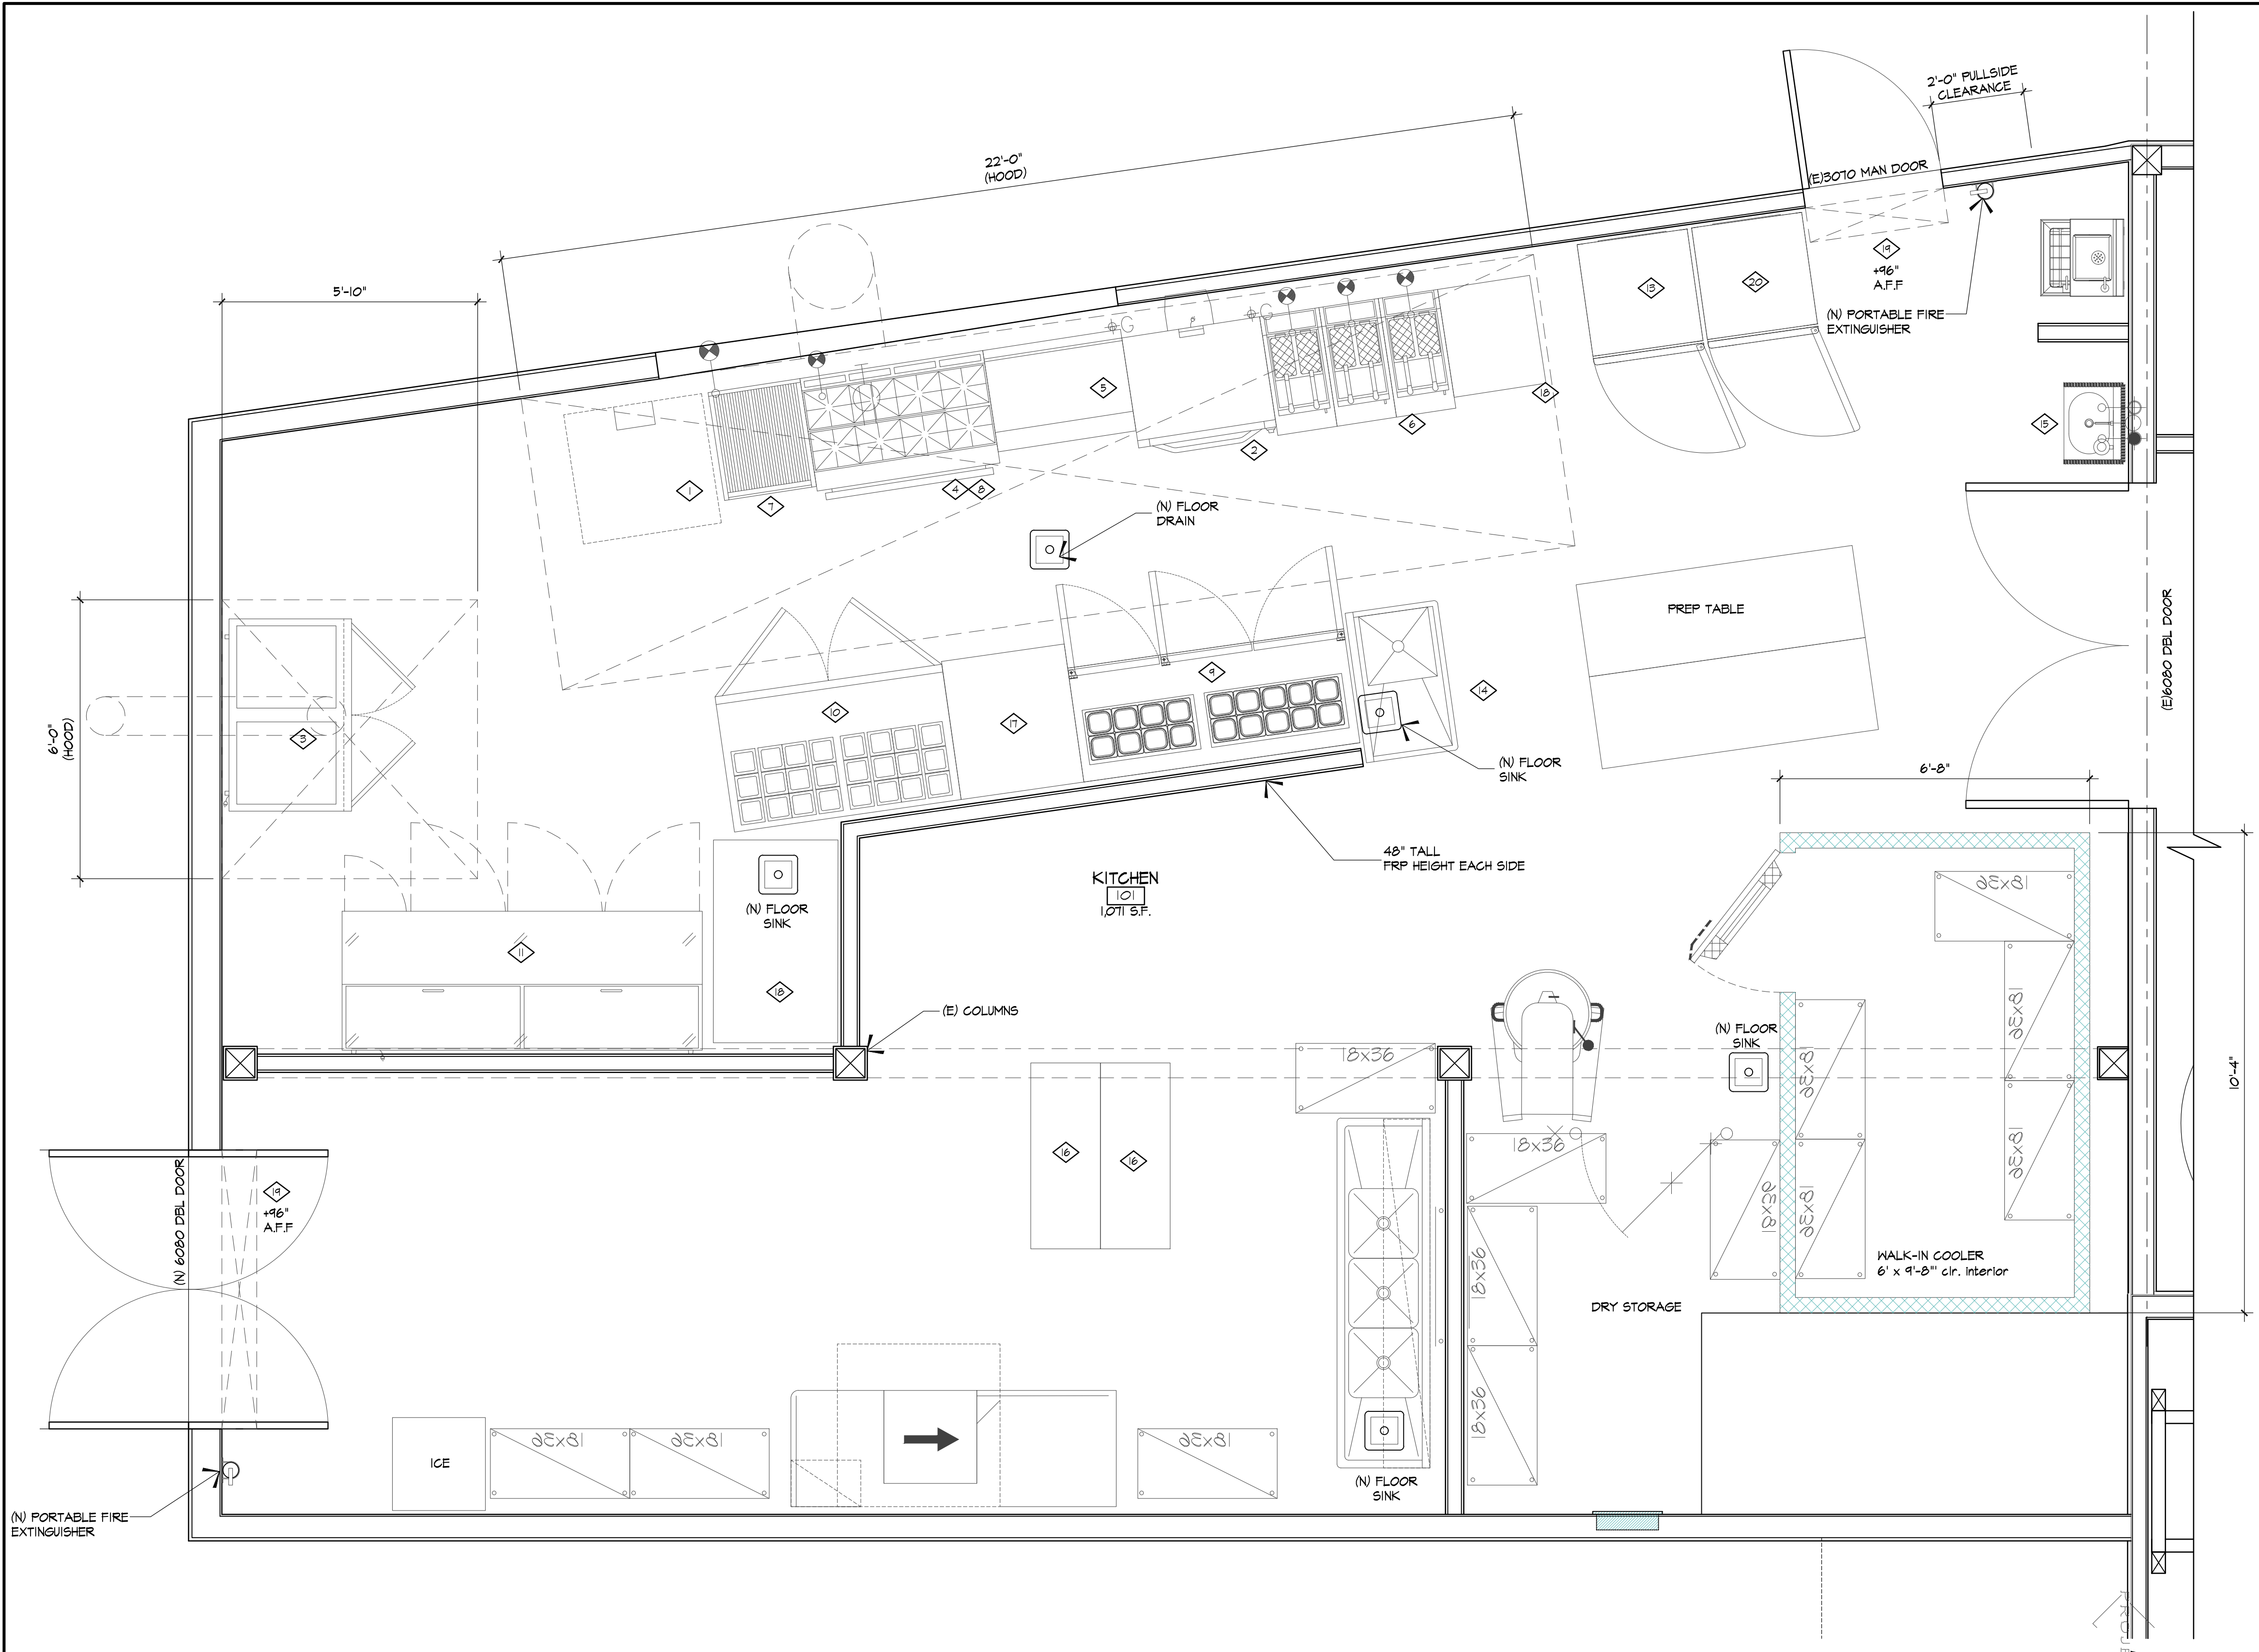 2'-0" PULLSIDE
CLEARANCE
22'-0"
(HOOD)
(E)3070 MAN DOOR
19
+96"
A.F.F
(N) PORTABLE FIRE
EXTINGUISHER
5'-10"
13
20
G
G
5
18
15
6
2
1
7
4
8
(N) FLOOR
DRAIN
PREP TABLE
(E)6080 DBL DOOR
6'-0"
(HOOD)
3
10
17
9
14
(N) FLOOR
SINK
6'-8"
48" TALL
FRP HEIGHT EACH SIDE
KITCHEN
101
1,071 S.F.
(N) FLOOR
SINK
11
18
(E) COLUMNS
18x36
18x36
18x36
18x36
18x36
(N) FLOOR
SINK
10'-4"
18x36
16
16
18x36
18x36
18x36
18x36
18x36
WALK-IN COOLER
6' x 9'-8"' clr. Interior
DRY STORAGE
(N) 6080 DBL DOOR
19
+96"
A.F.F
ICE
18x36
18x36
18x36
(N) FLOOR
SINK
(N) PORTABLE FIRE
EXTINGUISHER